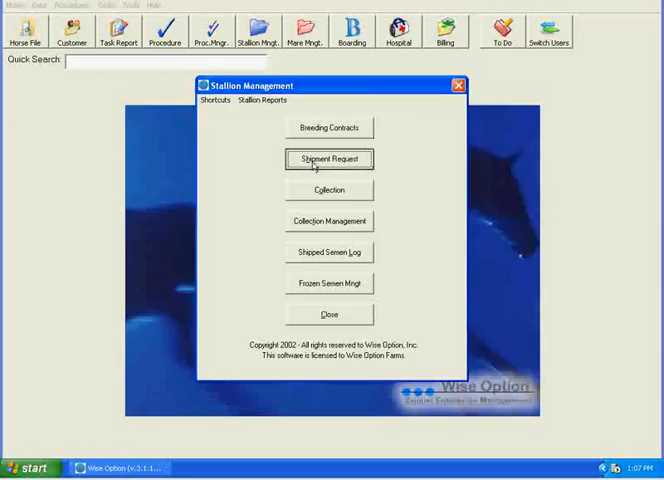 Horse File
Customer
Task Report
Procedure
Proc.Mngr.
Stallion Mngt.
Mare Mngt.
Boarding
Hospital
Billing
To Do
Switch Users
Quick Search:
Stallion Management
Shortcuts Stallion Reports
Breeding Contracts
Shipment Request
Collection
Collection Management
Shipped Semen Log
Frozen Semen Mngt
Close
Copyright 2002 - All rights reserved to Wise Option, Inc.
This software is licensed to Wise Option Farms.
Wise Option
start
Wise Option (v.3.1.1...
1:07 PM